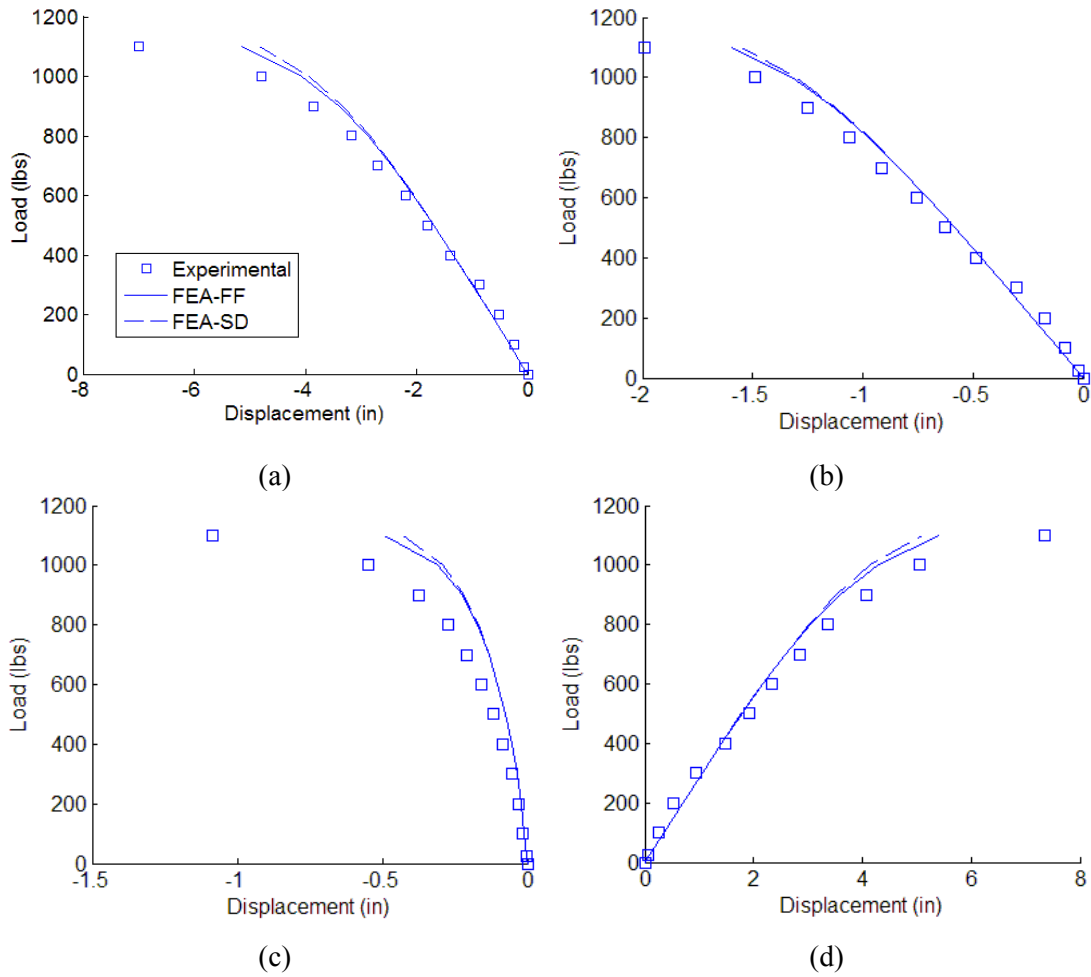 1200
1000
800
600
400
200
0
Load (lbs)
Experimental
FEA-FF
FEA-SD
-8 -6 -4 -2 0
Displacement (in)
(a)
1200
1000
800
600
400
200
0
Load (lbs)
-2 -1.5 -1 -0.5 0
Displacement (in)
(b)
1200
1000
800
600
400
200
0
Load (lbs)
-1.5 -1 -0.5 0
Displacement (in)
(c)
1200
1000
800
600
400
200
0
Load (lbs)
0 2 4 6 8
Displacement (in)
(d)